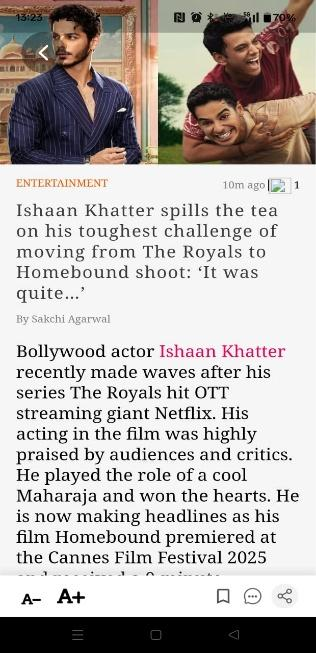 13:23
70%
ENTERTAINMENT
10m ago 1
Ishaan Khatter spills the tea
on his toughest challenge of
moving from The Royals to
Homebound shoot: ‘It was
quite...’
By Sakchi Agarwal
Bollywood actor Ishaan Khatter
recently made waves after his
series The Royals hit OTT
streaming giant Netflix. His
acting in the film was highly
praised by audiences and critics.
He played the role of a cool
Maharaja and won the hearts. He
is now making headlines as his
film Homebound premiered at
the Cannes Film Festival 2025
and received a 9 minute
A– A+